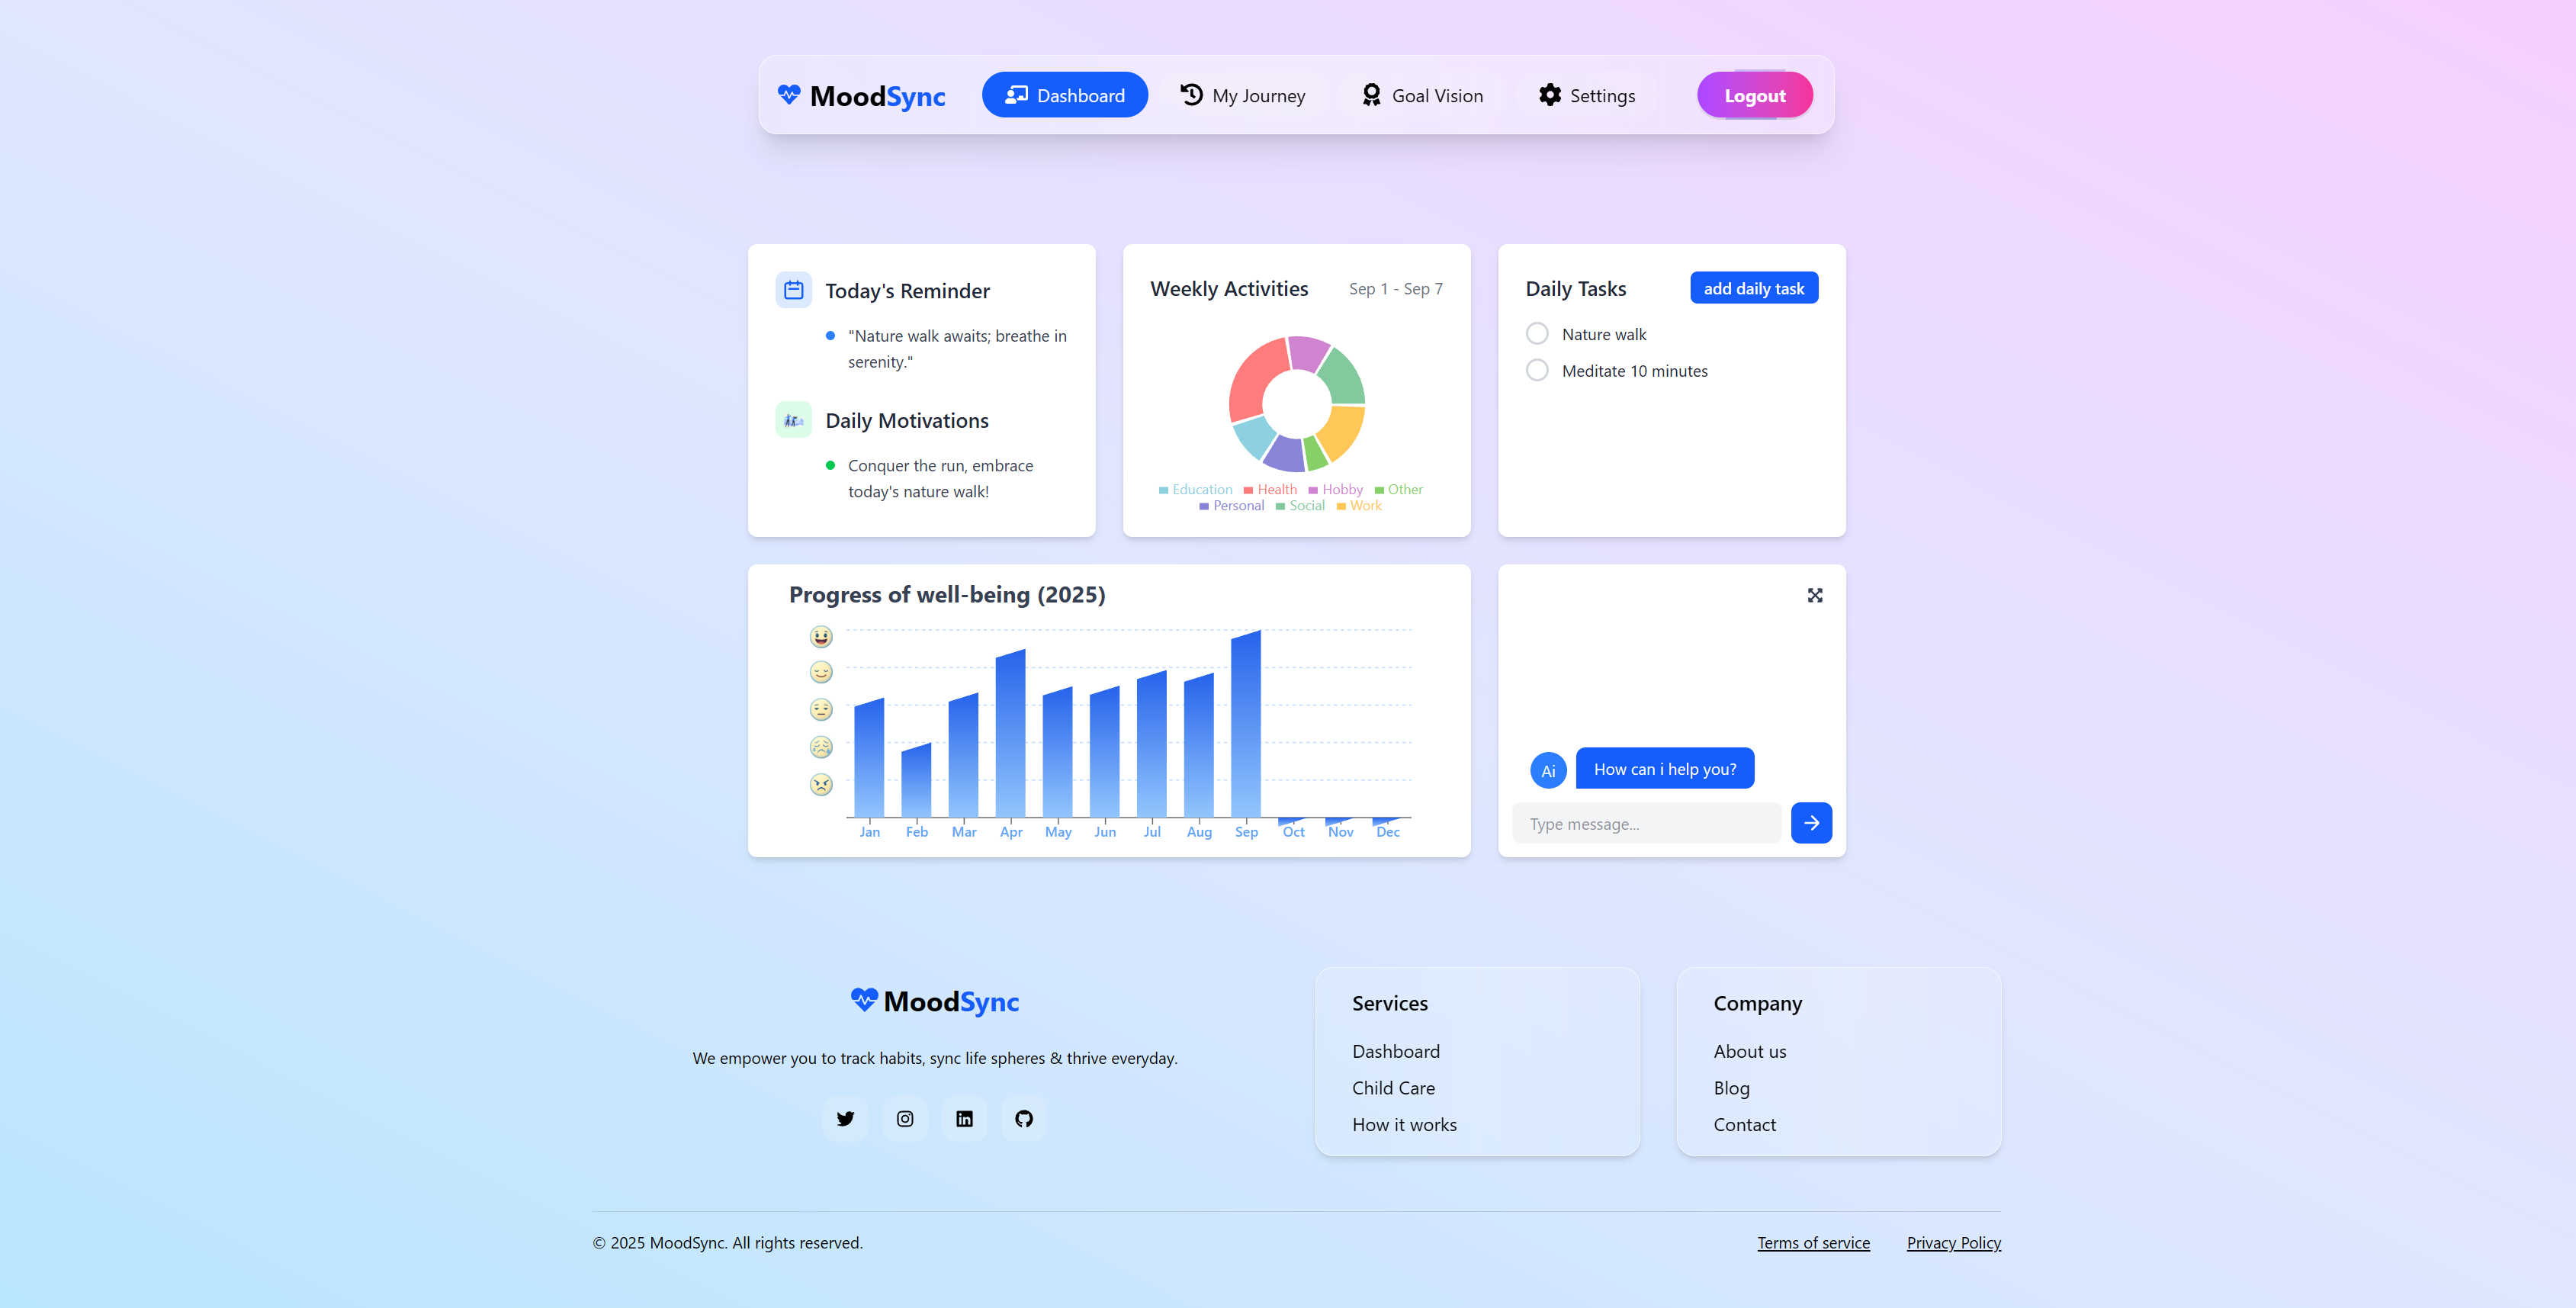 MoodSync
Dashboard
My Journey
Goal Vision
Settings
Logout
Today's Reminder
"Nature walk awaits; breathe in
serenity."
Daily Motivations
Conquer the run, embrace
today's nature walk!
Weekly Activities
Sep 1 - Sep 7
Education Health Hobby Other
Personal Social Work
Daily Tasks
add daily task
Nature walk
Meditate 10 minutes
Progress of well-being (2025)
Jan Feb Mar Apr May Jun Jul Aug Sep Oct Nov Dec
Ai
How can i help you?
Type message...
MoodSync
We empower you to track habits, sync life spheres & thrive everyday.
Services
Dashboard
Child Care
How it works
Company
About us
Blog
Contact
© 2025 MoodSync. All rights reserved.
Terms of service
Privacy Policy